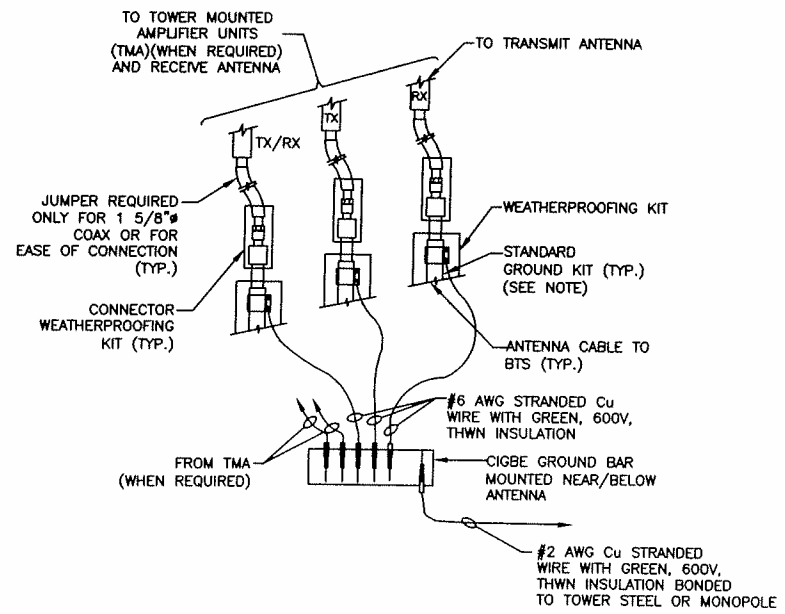 TO TOWER MOUNTED
AMPLIFIER UNITS
(TMA)(WHEN REQUIRED)
AND RECEIVE ANTENNA
TO TRANSMIT ANTENNA
RX
TX
TX/RX
JUMPER REQUIRED
ONLY FOR 1 5/8"ø
COAX OR FOR
EASE OF CONNECTION
(TYP.)
WEATHERPROOFING KIT
STANDARD
GROUND KIT (TYP.)
(SEE NOTE)
CONNECTOR
WEATHERPROOFING
KIT (TYP.)
ANTENNA CABLE TO
BTS (TYP.)
#6 AWG STRANDED Cu
WIRE WITH GREEN, 600V,
THWN INSULATION
FROM TMA
(WHEN REQUIRED)
CIGBE GROUND BAR
MOUNTED NEAR/BELOW
ANTENNA
#2 AWG Cu STRANDED
WIRE WITH GREEN, 600V,
THWN INSULATION BONDED
TO TOWER STEEL OR MONOPOLE